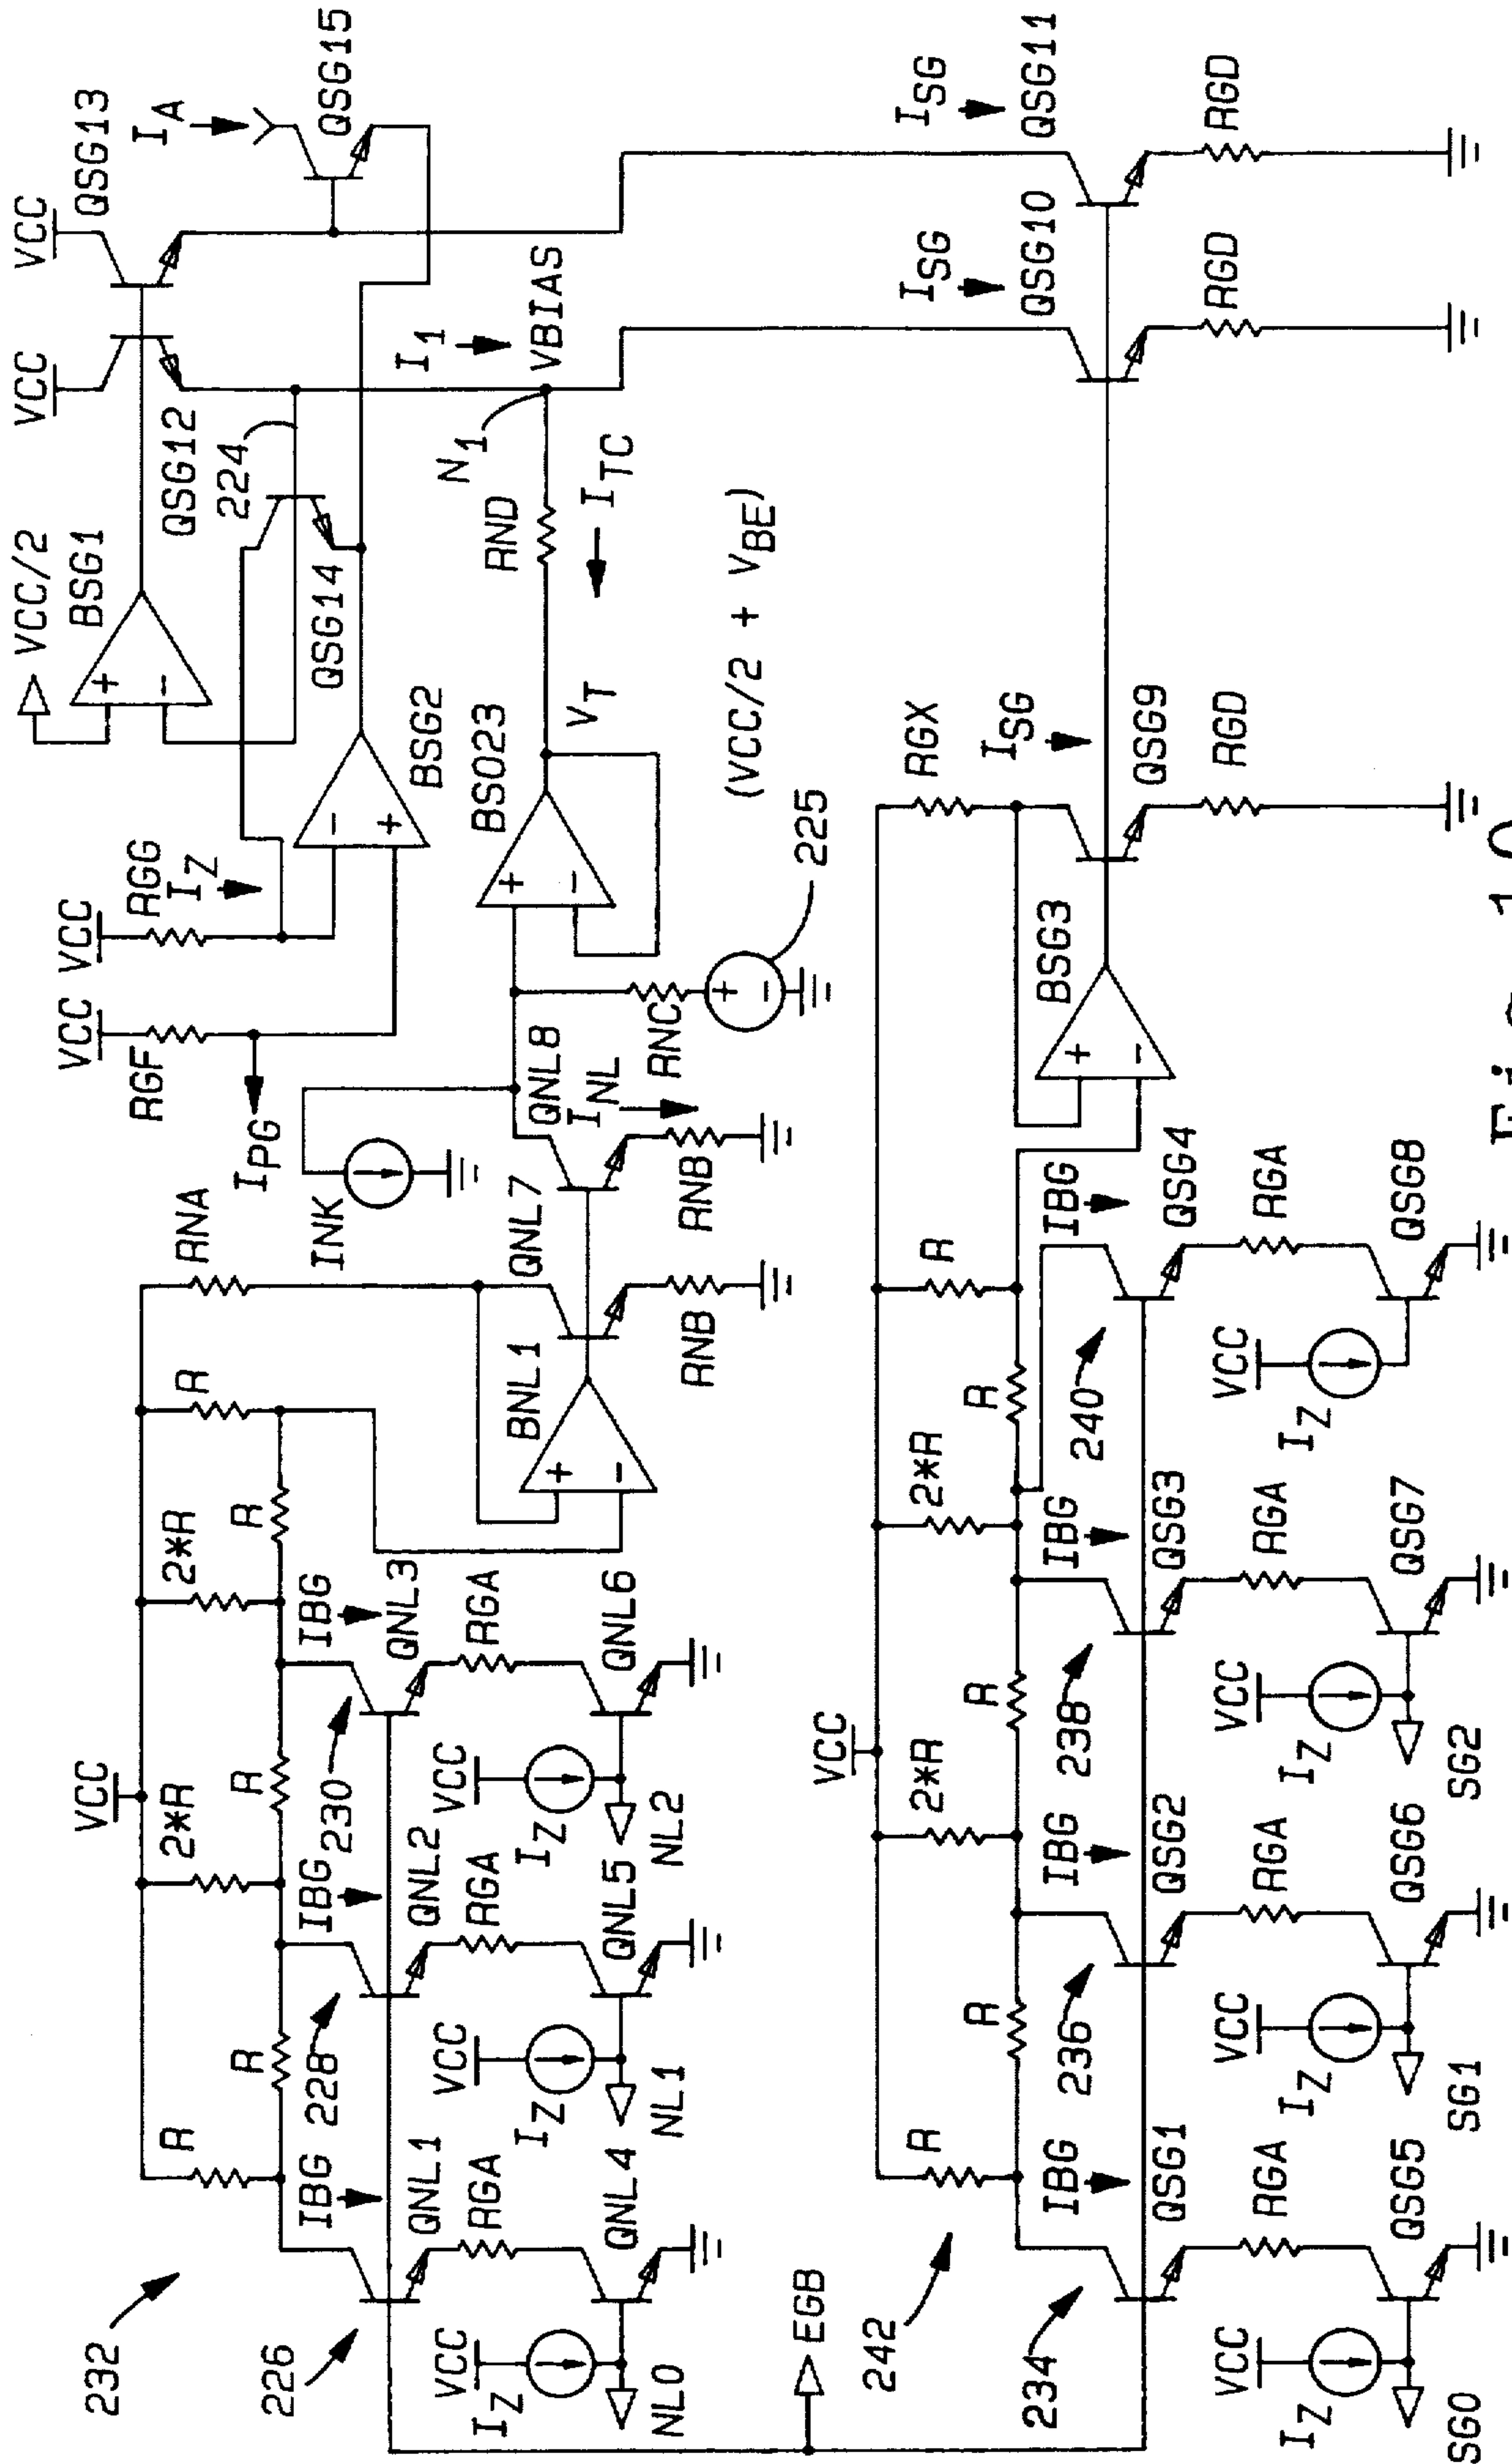 232
VCC
R
2*R
2*R
R
RNA
R
R
R
226
IBG
228
IBG
230
IBG
QNL1
QNL2
QNL3
RGA
RGA
RGA
VCC
VCC
VCC
IZ
IZ
IZ
QNL4
QNL5
QNL6
NL0
NL1
NL2
BNL1
+
-
QNL7
QNL8
RNB
RNB
INL
INK
IPG
RGF
VCC
VCC
RGG
IZ
BSG2
-
+
VCC/2
BSG1
+
-
QSG14
224
QSG12
VCC
VCC
QSG13
IA
QSG15
I1
VBIAS
N1
RND
ITC
VT
BS023
+
-
RNC
+
-
225
(VCC/2 + VBE)
EGB
242
VCC
R
2*R
2*R
R
RGX
R
R
R
234
IBG
236
IBG
238
IBG
240
IBG
QSG1
QSG2
QSG3
QSG4
RGA
RGA
RGA
RGA
VCC
VCC
VCC
VCC
IZ
IZ
IZ
IZ
QSG5
QSG6
QSG7
QSG8
SG0
SG1
SG2
BSG3
+
-
ISG
ISG
ISG
QSG9
QSG10
QSG11
RGD
RGD
RGD